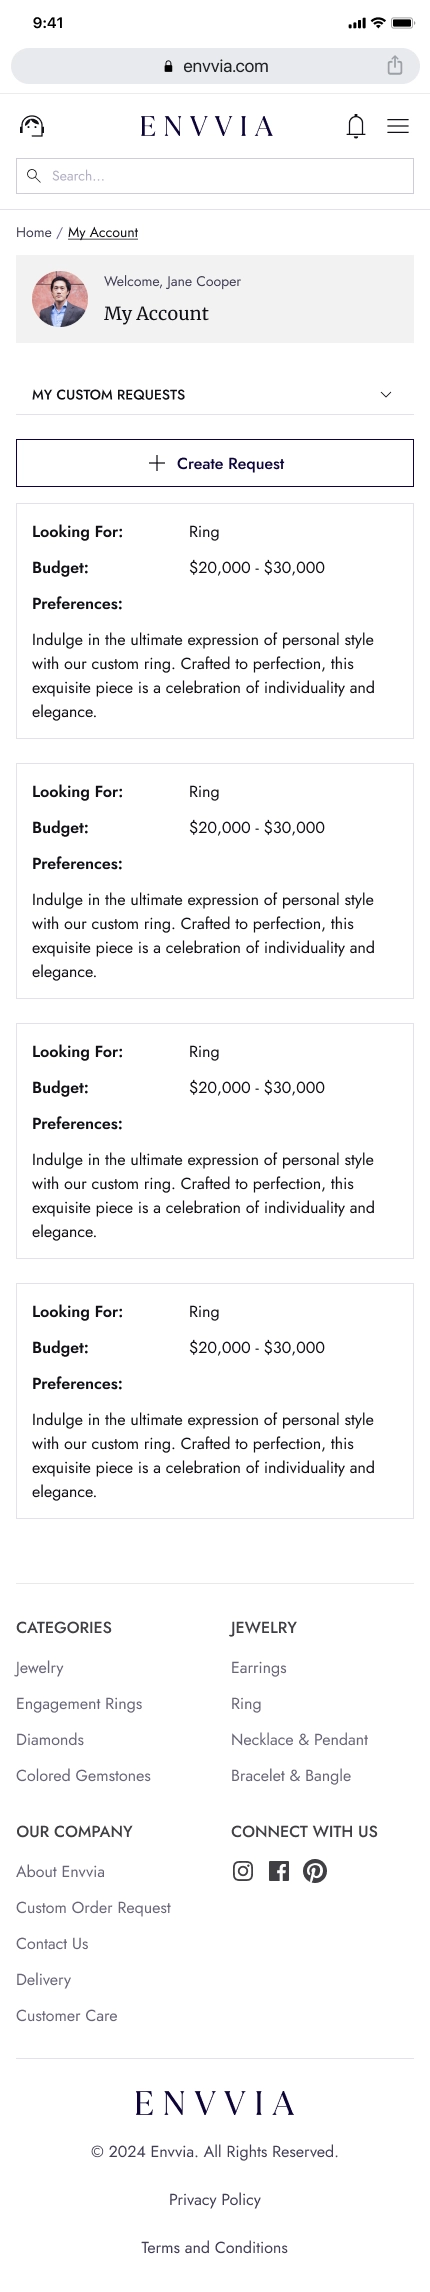 9:41
envvia.com
ENVVIA
Search...
Home / My Account
Welcome, Jane Cooper
My Account
MY CUSTOM REQUESTS
Create Request
Looking For: Ring
Budget: $20,000 - $30,000
Preferences:
Indulge in the ultimate expression of personal style
with our custom ring. Crafted to perfection, this
exquisite piece is a celebration of individuality and
elegance.
Looking For: Ring
Budget: $20,000 - $30,000
Preferences:
Indulge in the ultimate expression of personal style
with our custom ring. Crafted to perfection, this
exquisite piece is a celebration of individuality and
elegance.
Looking For: Ring
Budget: $20,000 - $30,000
Preferences:
Indulge in the ultimate expression of personal style
with our custom ring. Crafted to perfection, this
exquisite piece is a celebration of individuality and
elegance.
Looking For: Ring
Budget: $20,000 - $30,000
Preferences:
Indulge in the ultimate expression of personal style
with our custom ring. Crafted to perfection, this
exquisite piece is a celebration of individuality and
elegance.
CATEGORIES
Jewelry
Engagement Rings
Diamonds
Colored Gemstones
JEWELRY
Earrings
Ring
Necklace & Pendant
Bracelet & Bangle
OUR COMPANY
About Envvia
Custom Order Request
Contact Us
Delivery
Customer Care
CONNECT WITH US
ENVVIA
© 2024 Envvia. All Rights Reserved.
Privacy Policy
Terms and Conditions